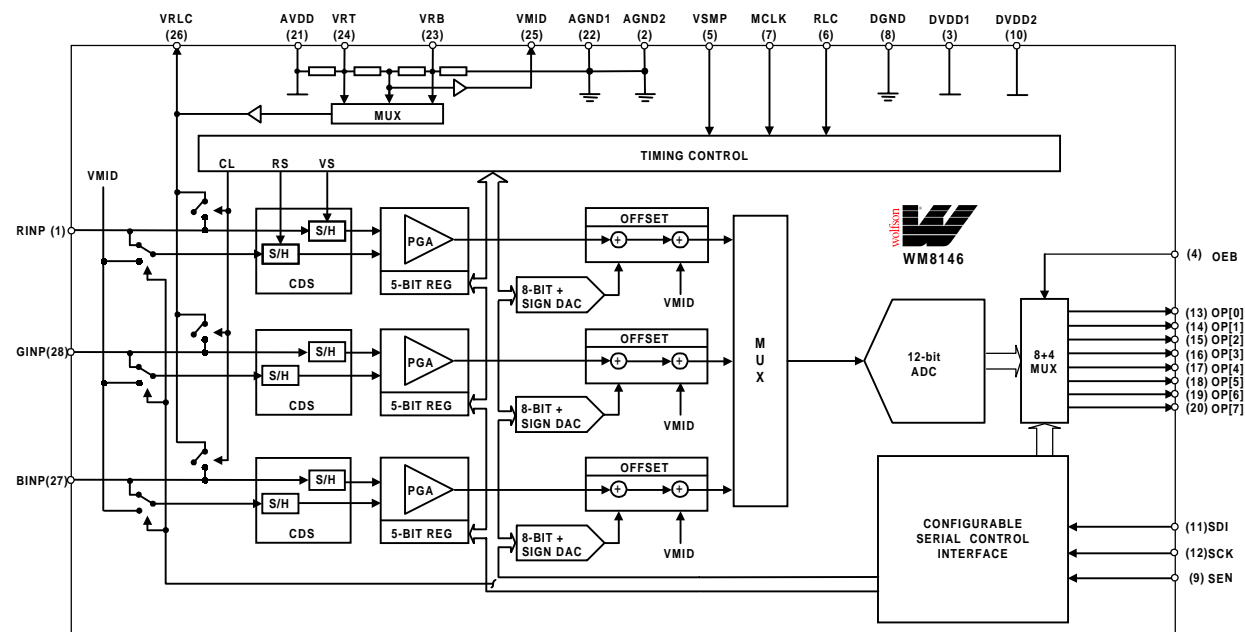 VRLC AVDD VRT VRB VMID AGND1 AGND2 VSMP MCLK RLC DGND DVDD1 DVDD2
(26) (21) (24) (23) (25) (22) (2) (5) (7) (6) (8) (3) (10)
MUX
TIMING CONTROL
CL RS VS
VMID
RINP (1)
S/H
S/H
CDS
PGA
5-BIT REG
OFFSET
+ +
8-BIT +
SIGN DAC
VMID
wolfson
WM8146
(4) OEB
GINP(28)
S/H
S/H
CDS
PGA
5-BIT REG
OFFSET
+ +
8-BIT +
SIGN DAC
VMID
M
U
X
12-bit
ADC
8+4
MUX
(13) OP[0]
(14) OP[1]
(15) OP[2]
(16) OP[3]
(17) OP[4]
(18) OP[5]
(19) OP[6]
(20) OP[7]
BINP(27)
S/H
S/H
CDS
PGA
5-BIT REG
OFFSET
+ +
8-BIT +
SIGN DAC
VMID
CONFIGURABLE
SERIAL CONTROL
INTERFACE
(11)SDI
(12)SCK
(9) SEN